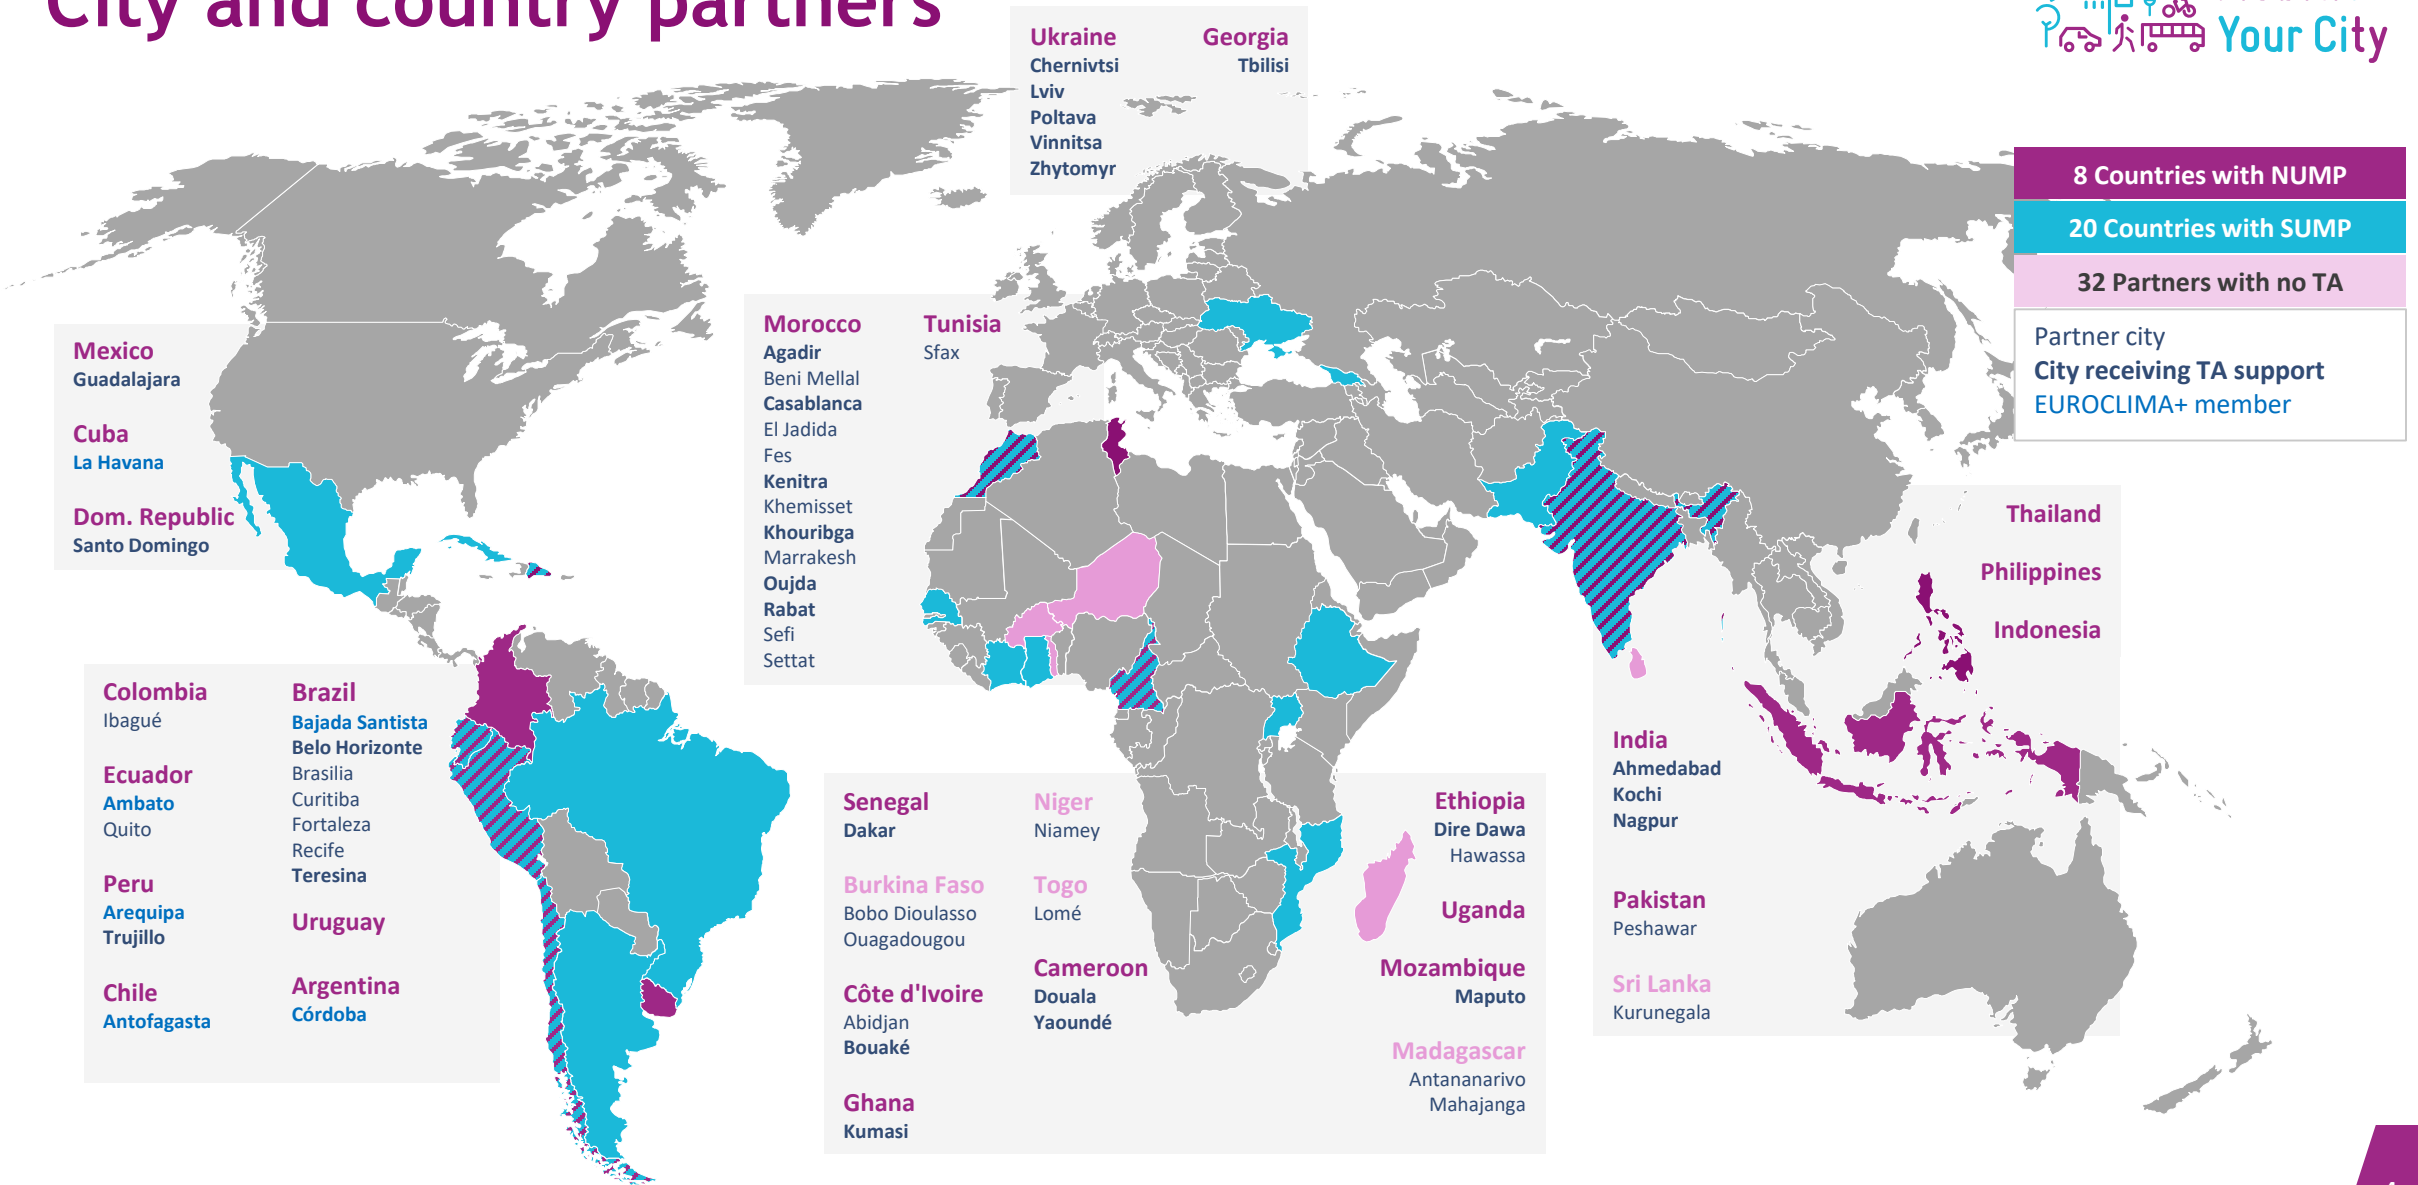 City and country partners
Your City
Ukraine
Chernivtsi
Lviv
Poltava
Vinnitsa
Zhytomyr
Georgia
Tbilisi
8 Countries with NUMP
20 Countries with SUMP
32 Partners with no TA
Partner city
City receiving TA support
EUROCLIMA+ member
Mexico
Guadalajara
Cuba
La Havana
Dom. Republic
Santo Domingo
Morocco
Agadir
Beni Mellal
Casablanca
El Jadida
Fes
Kenitra
Khemisset
Khouribga
Marrakesh
Oujda
Rabat
Sefi
Settat
Tunisia
Sfax
Thailand
Philippines
Indonesia
Colombia
Ibagué
Ecuador
Ambato
Quito
Peru
Arequipa
Trujillo
Chile
Antofagasta
Brazil
Bajada Santista
Belo Horizonte
Brasilia
Curitiba
Fortaleza
Recife
Teresina
Uruguay
Argentina
Córdoba
Senegal
Dakar
Burkina Faso
Bobo Dioulasso
Ouagadougou
Côte d'Ivoire
Abidjan
Bouaké
Ghana
Kumasi
Niger
Niamey
Togo
Lomé
Cameroon
Douala
Yaoundé
Ethiopia
Dire Dawa
Hawassa
Uganda
Mozambique
Maputo
Madagascar
Antananarivo
Mahajanga
India
Ahmedabad
Kochi
Nagpur
Pakistan
Peshawar
Sri Lanka
Kurunegala